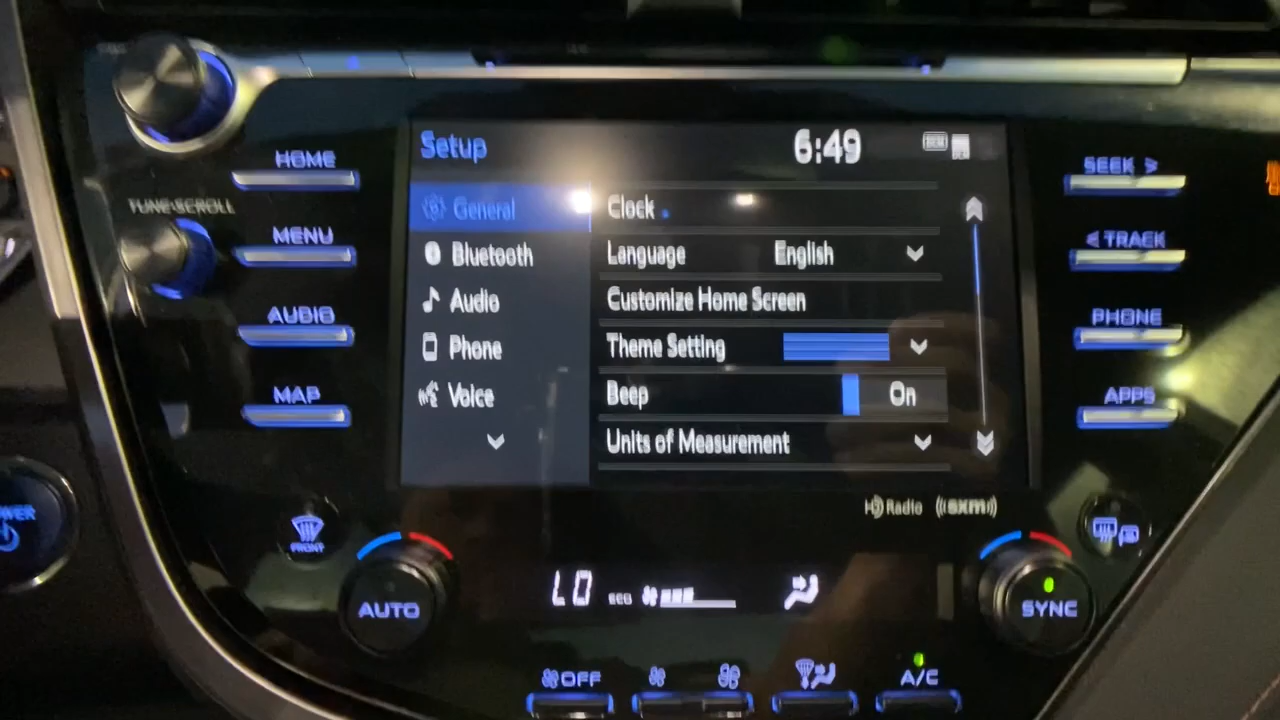 Setup 6:49
HOME
SEEK >
TUNE·SCROLL
General
Clock
MENU
< TRACK
Bluetooth
Language English
Audio
Customize Home Screen
AUDIO
PHONE
Phone
Theme Setting
Voice
Beep On
MAP
APPS
Units of Measurement
HD Radio ((sxm))
POWER
FRONT
AUTO
LO ECO
SYNC
OFF
A/C